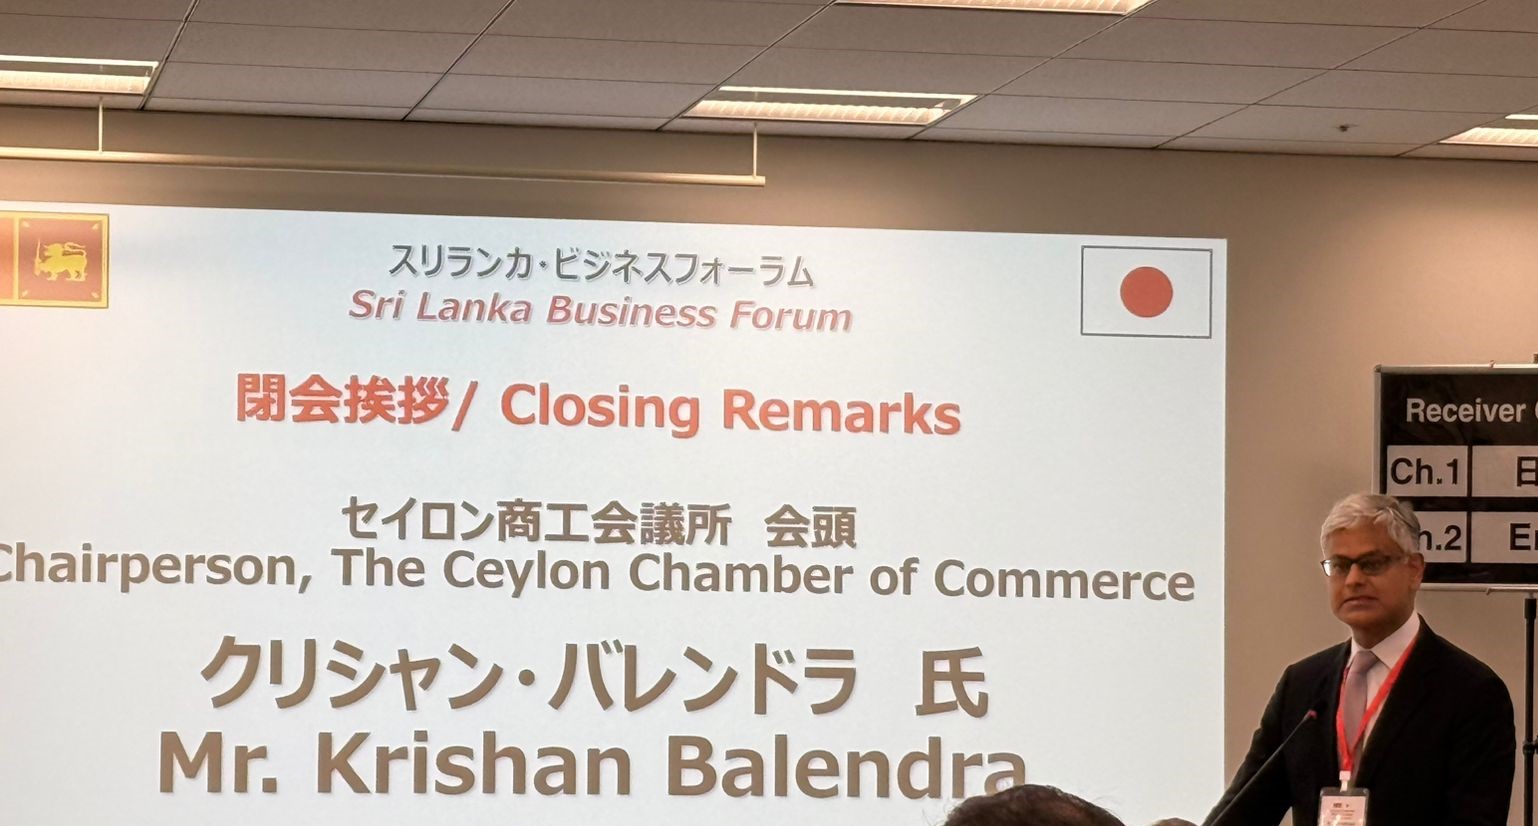 スリランカ・ビジネスフォーラム
Sri Lanka Business Forum
閉会挨拶/ Closing Remarks
セイロン商工会議所 会頭
Chairperson, The Ceylon Chamber of Commerce
クリシャン・バレンドラ 氏
Mr. Krishan Balendra
Receiver
Ch.1 日
Ch.2